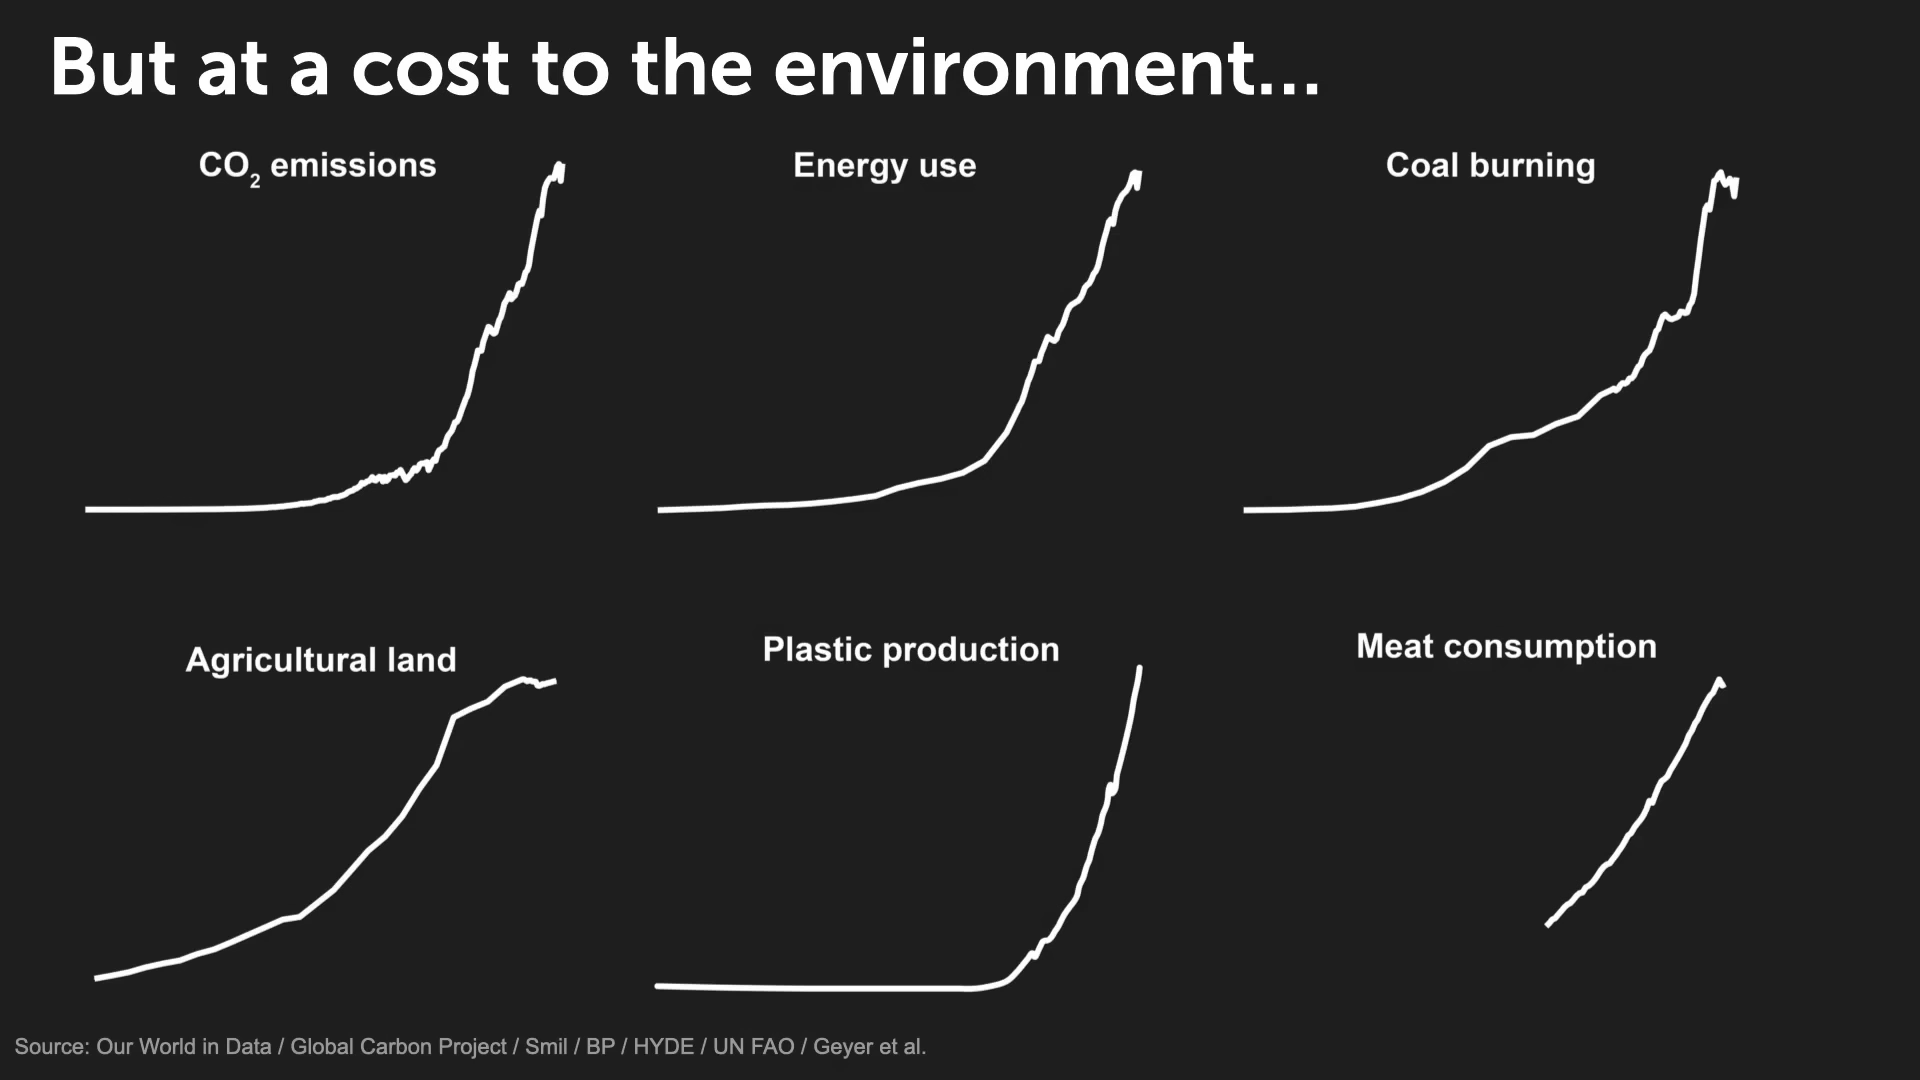 But at a cost to the environment...
CO₂ emissions
Energy use
Coal burning
Agricultural land
Plastic production
Meat consumption
Source: Our World in Data / Global Carbon Project / Smil / BP / HYDE / UN FAO / Geyer et al.